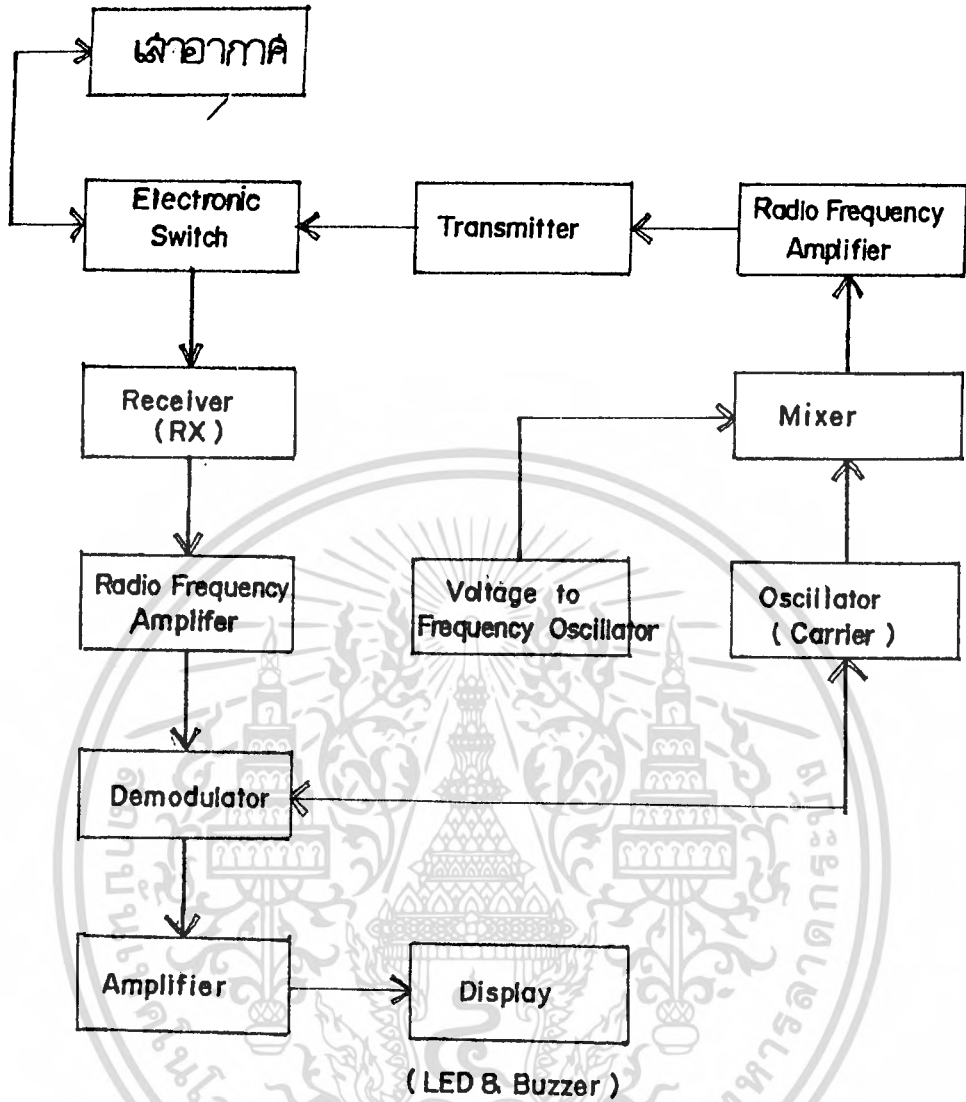 เสาอากาศ
Electronic
Switch
Transmitter
Radio Frequency
Amplifier
Receiver
(RX)
Mixer
Radio Frequency
Amplifer
Voltage to
Frequency Oscillator
Oscillator
(Carrier)
Demodulator
Amplifier
Display
(LED & Buzzer)